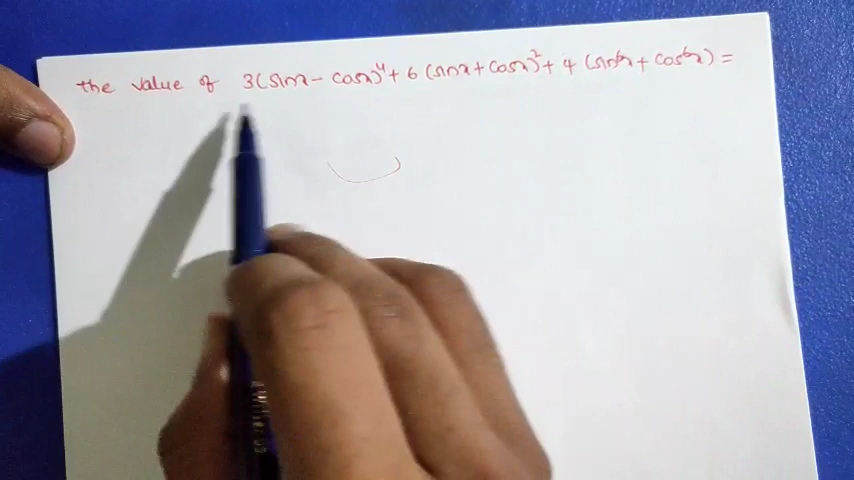 the value of 3(sinx - cosx)⁴ + 6 (sinx + cosx)² + 4 (sin⁶x + cos⁶x) =